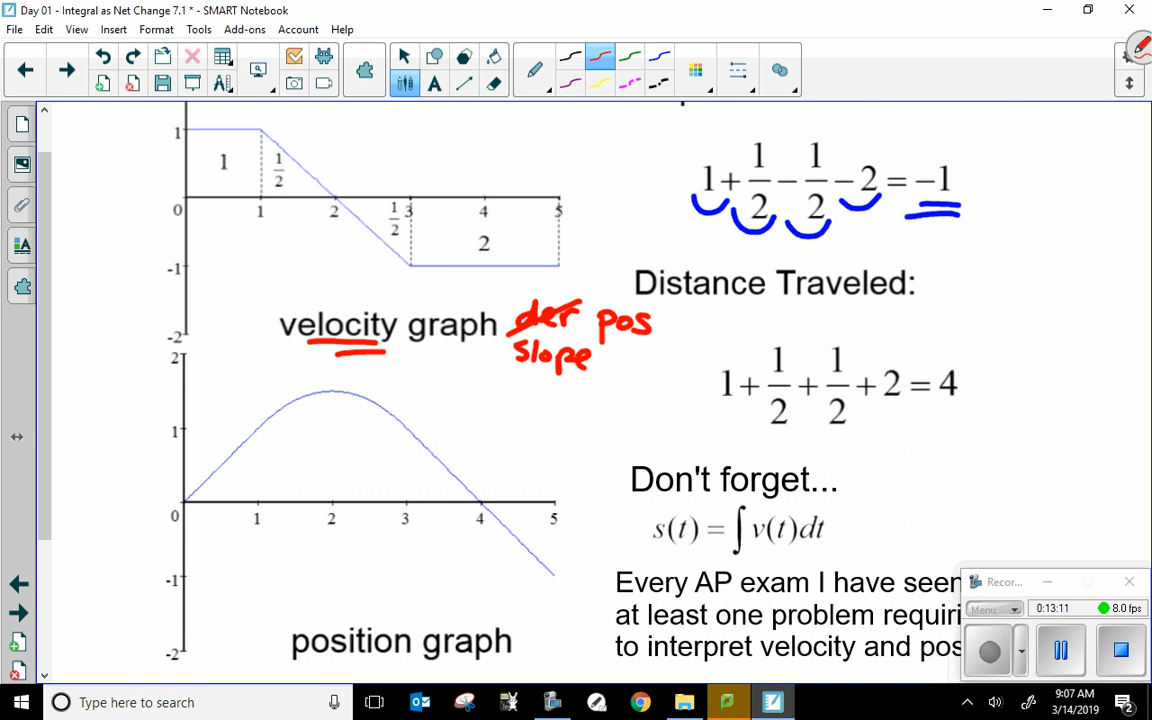 Day 01 - Integral as Net Change 7.1 * - SMART Notebook
File Edit View Insert Format Tools Add-ons Account Help
1
1 1/2
0 1 2 1/2 3 4 5
2
-1
-2
velocity graph der pos
slope
2
1
0 1 2 3 4 5
-1
-2
position graph
1 + 1/2 - 1/2 - 2 = -1
Distance Traveled:
1 + 1/2 + 1/2 + 2 = 4
Don't forget...
s(t) = ∫ v(t)dt
Every AP exam I have seen
at least one problem requiri
to interpret velocity and pos
Recor...
Menu 0:13:11 8.0 fps
Type here to search
9:07 AM
3/14/2019
2